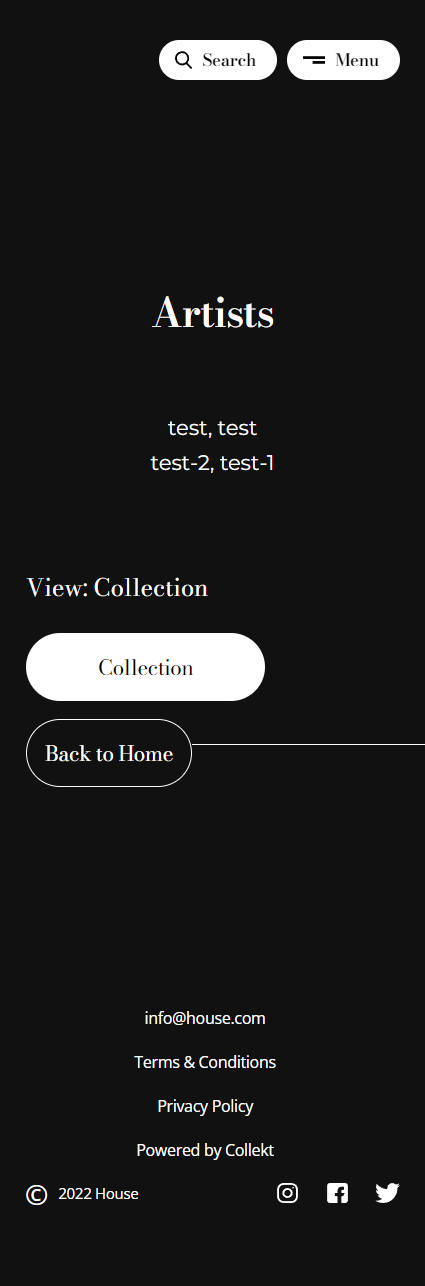 Search
Menu
Artists
test, test
test-2, test-1
View: Collection
Collection
Back to Home
info@house.com
Terms & Conditions
Privacy Policy
Powered by Collekt
© 2022 House